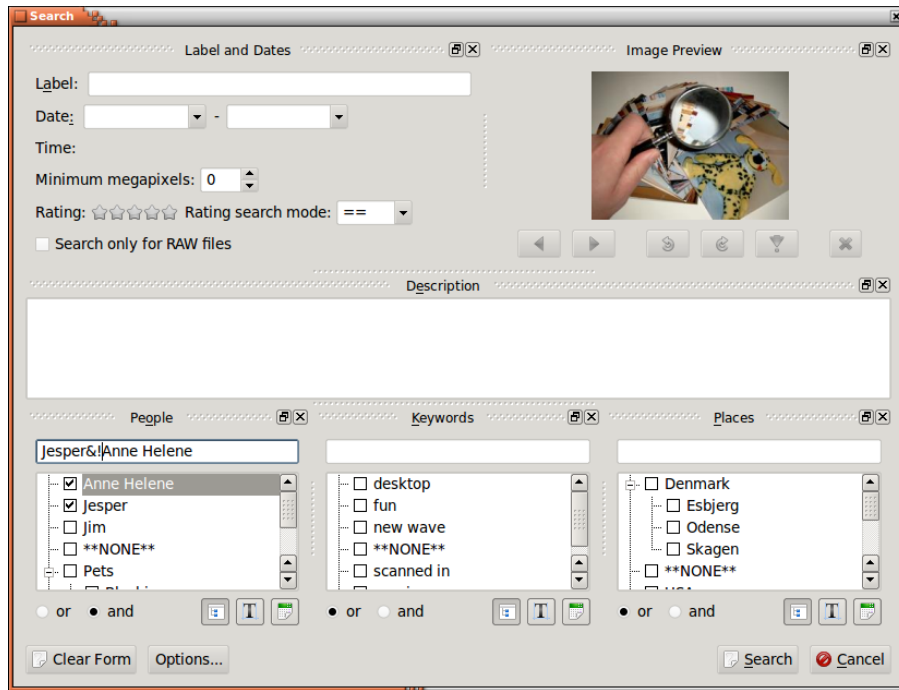 Search
Label and Dates
Image Preview
Label:
Date: -
Time:
Minimum megapixels: 0
Rating: Rating search mode: ==
Search only for RAW files
Description
People
Keywords
Places
Jesper&!Anne Helene
Anne Helene
Jesper
Jim
**NONE**
Pets
desktop
fun
new wave
**NONE**
scanned in
Denmark
Esbjerg
Odense
Skagen
**NONE**
or and
T
or and
T
or and
T
Clear Form
Options...
Search
Cancel